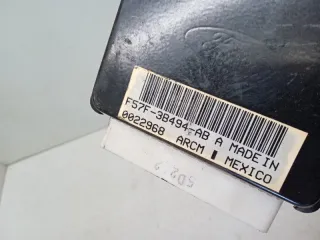 F57F-3B494-AB A MADE IN
0022968 ARCM MEXICO